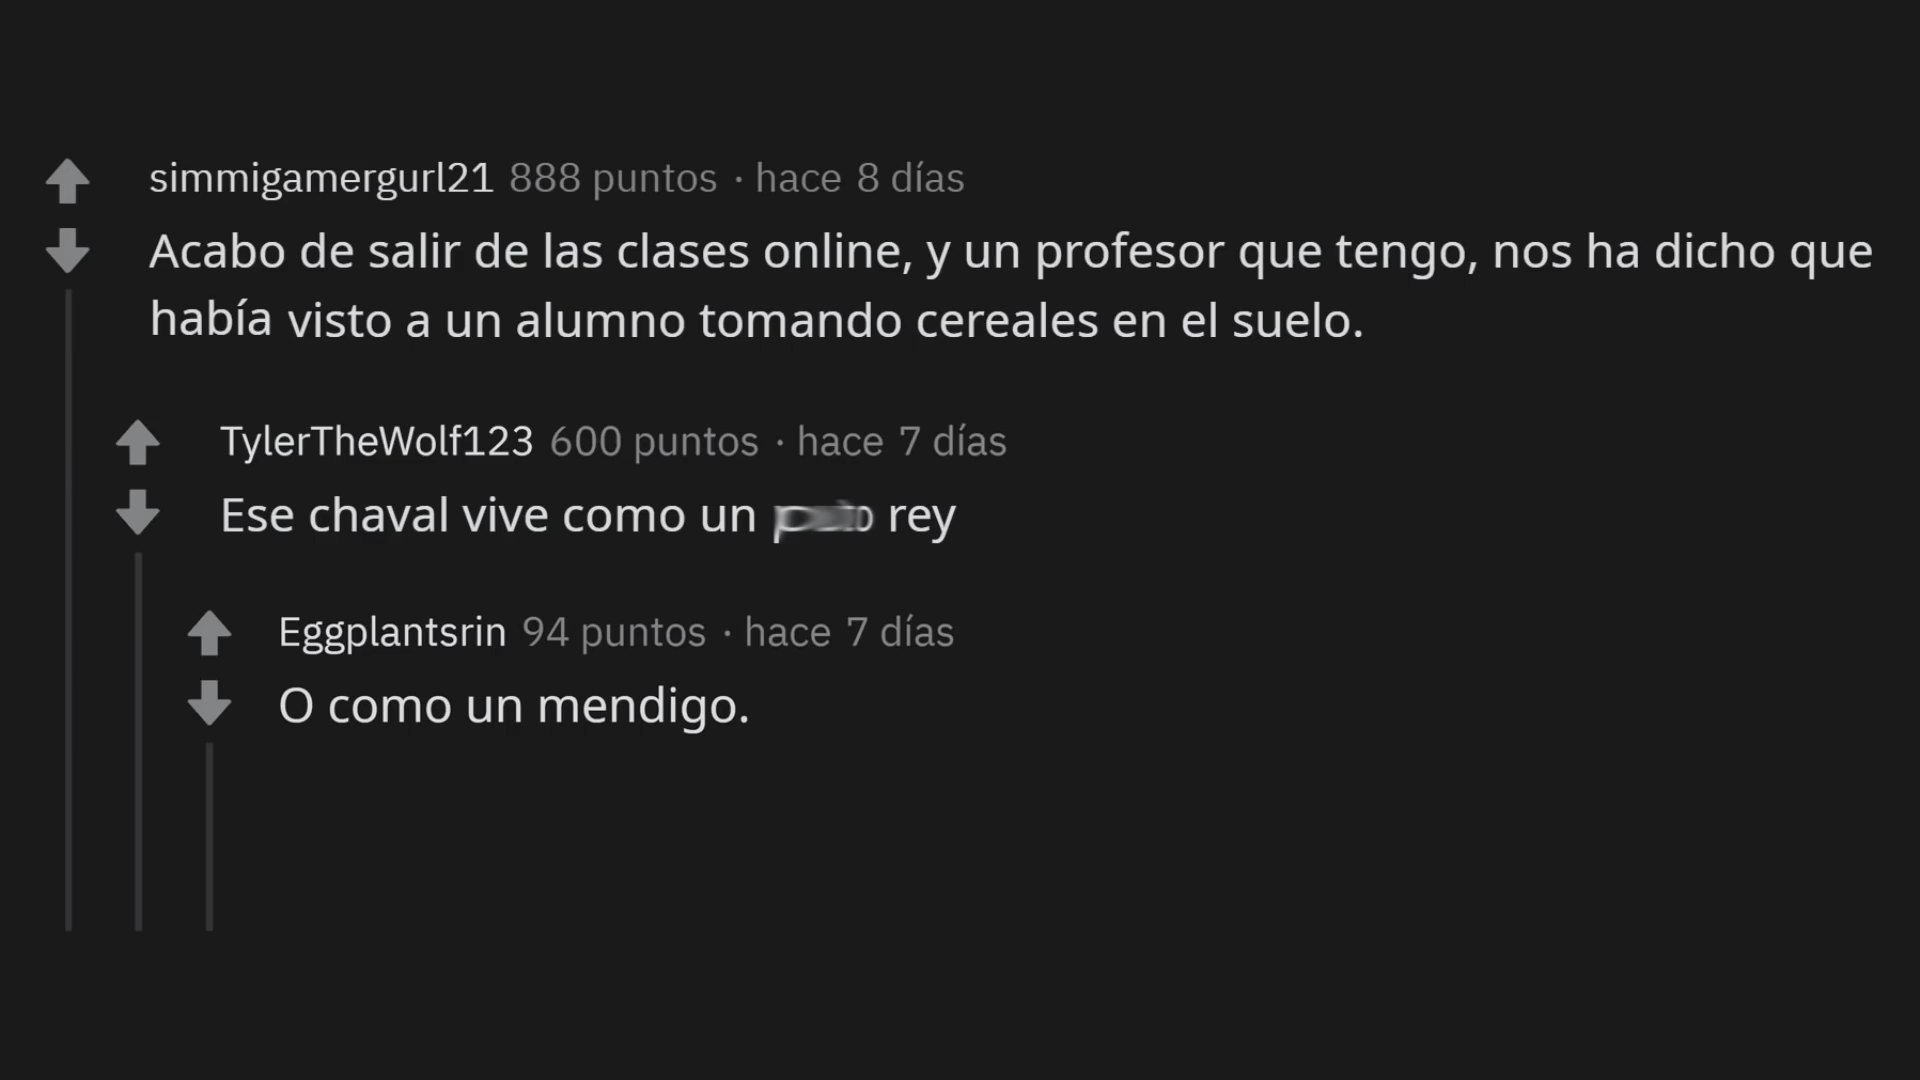 simmigamergurl21 888 puntos · hace 8 días
Acabo de salir de las clases online, y un profesor que tengo, nos ha dicho que
había visto a un alumno tomando cereales en el suelo.
TylerTheWolf123 600 puntos · hace 7 días
Ese chaval vive como un rey
Eggplantsrin 94 puntos · hace 7 días
O como un mendigo.